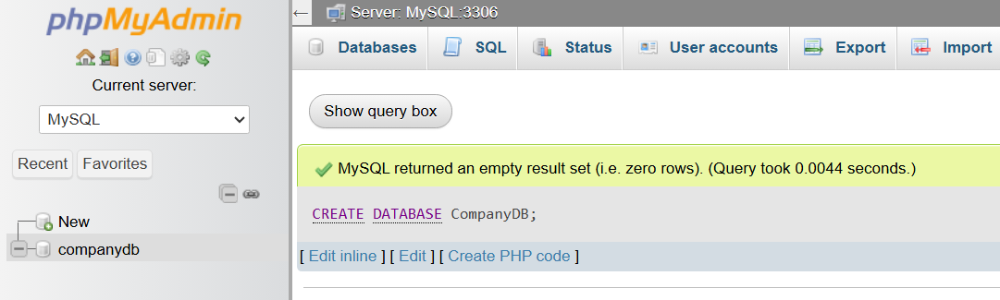 phpMyAdmin
Current server:
MySQL
Recent Favorites
New
companydb
Server: MySQL:3306
Databases SQL Status User accounts Export Import
Show query box
MySQL returned an empty result set (i.e. zero rows). (Query took 0.0044 seconds.)
CREATE DATABASE CompanyDB;
[ Edit inline ] [ Edit ] [ Create PHP code ]